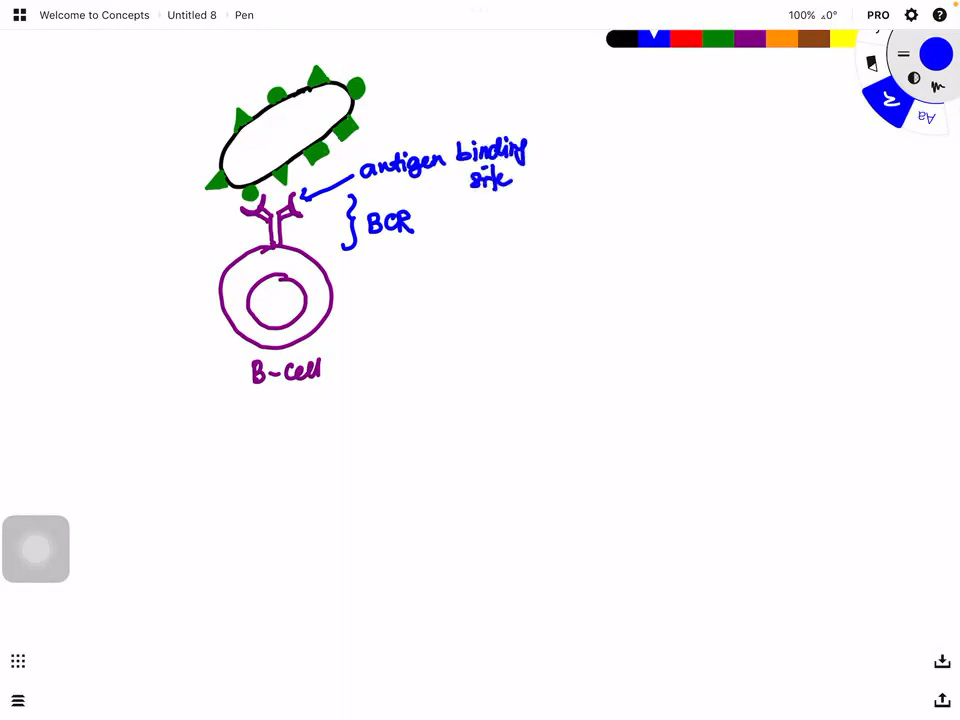 Welcome to Concepts › Untitled 8 › Pen
100% ⊿0° PRO
Aa
antigen binding
site
BCR
B-cell